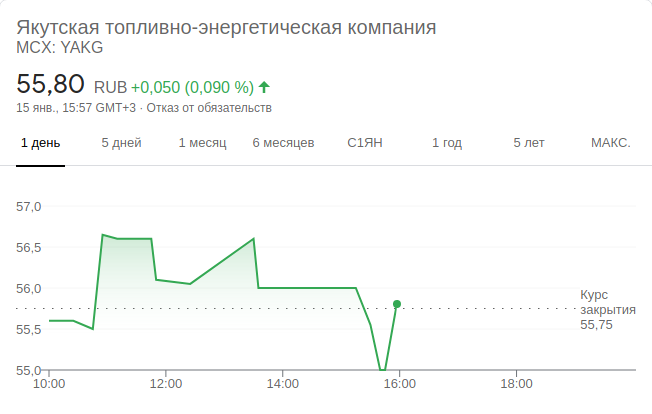 Якутская топливно-энергетическая компания
MCX: YAKG
55,80 RUB +0,050 (0,090 %)
15 янв., 15:57 GMT+3 · Отказ от обязательств
1 день 5 дней 1 месяц 6 месяцев С1ЯН 1 год 5 лет МАКС.
57,0
56,5
56,0
Курс
закрытия
55,75
55,5
55,0
10:00 12:00 14:00 16:00 18:00